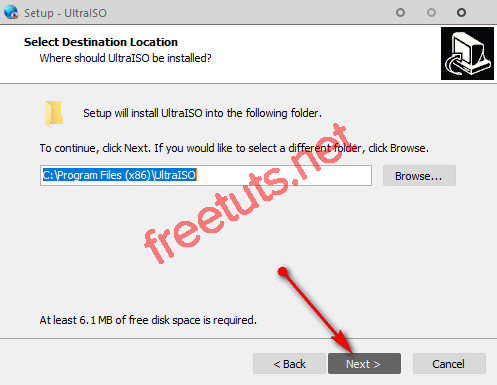 Setup - UltraISO
Select Destination Location
Where should UltraISO be installed?
Setup will install UltraISO into the following folder.
To continue, click Next. If you would like to select a different folder, click Browse.
C:\Program Files (x86)\UltraISO
Browse...
freetuts.net
At least 6.1 MB of free disk space is required.
< Back
Next >
Cancel